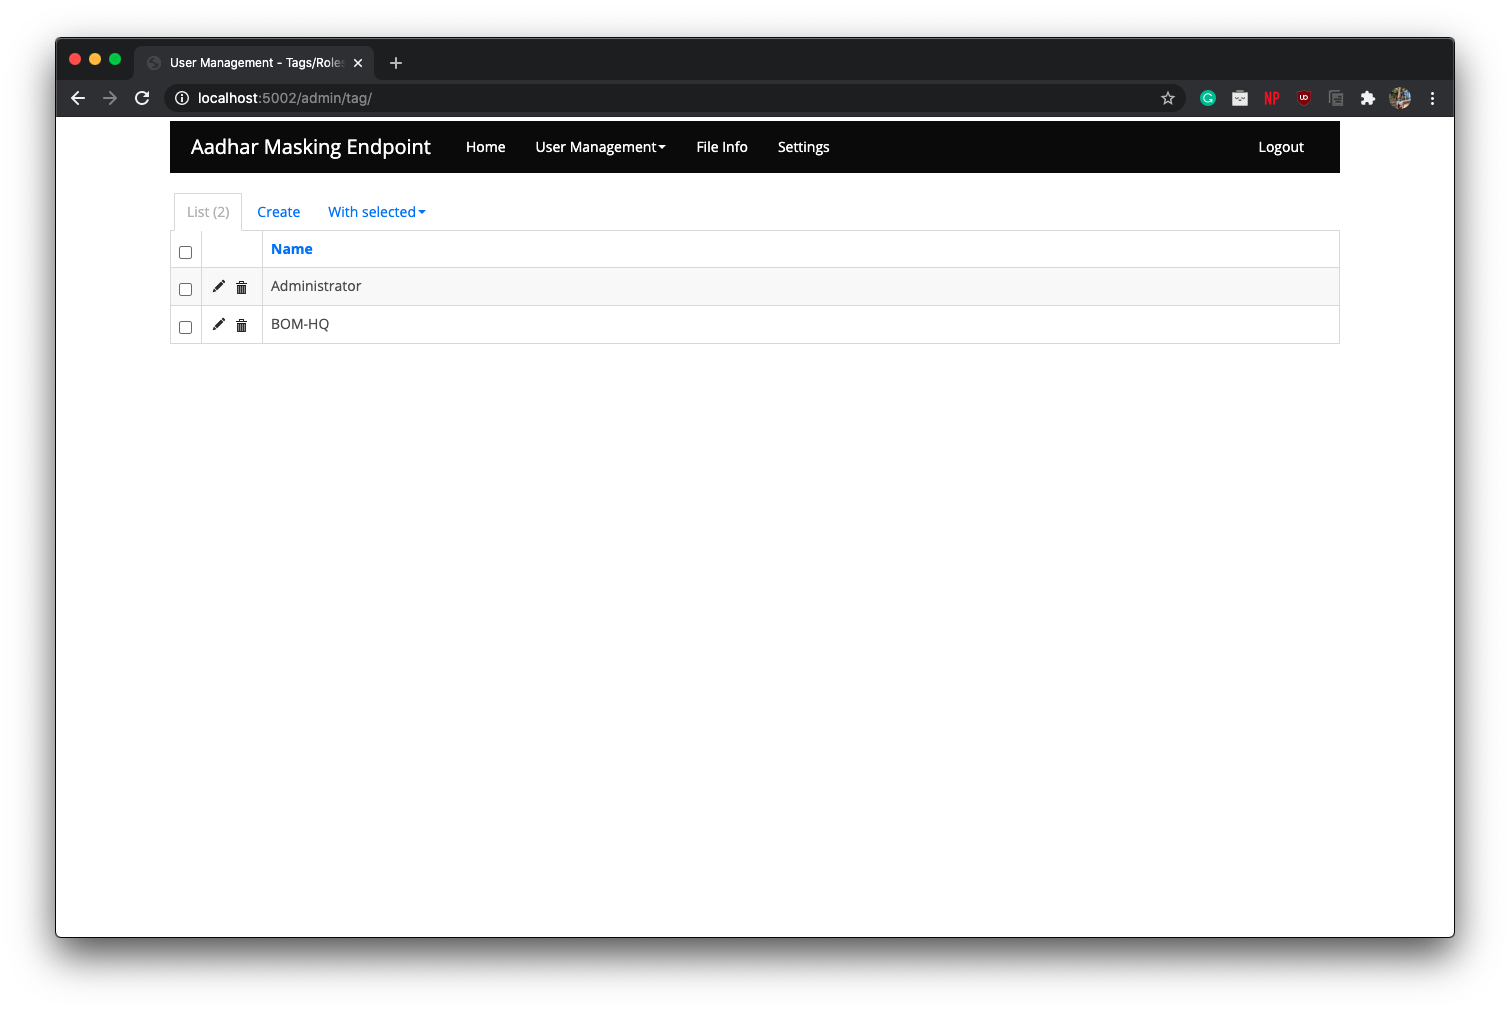 User Management - Tags/Roles
localhost:5002/admin/tag/
NP
Aadhar Masking Endpoint Home User Management File Info Settings Logout
List (2) Create With selected
Name
Administrator
BOM-HQ